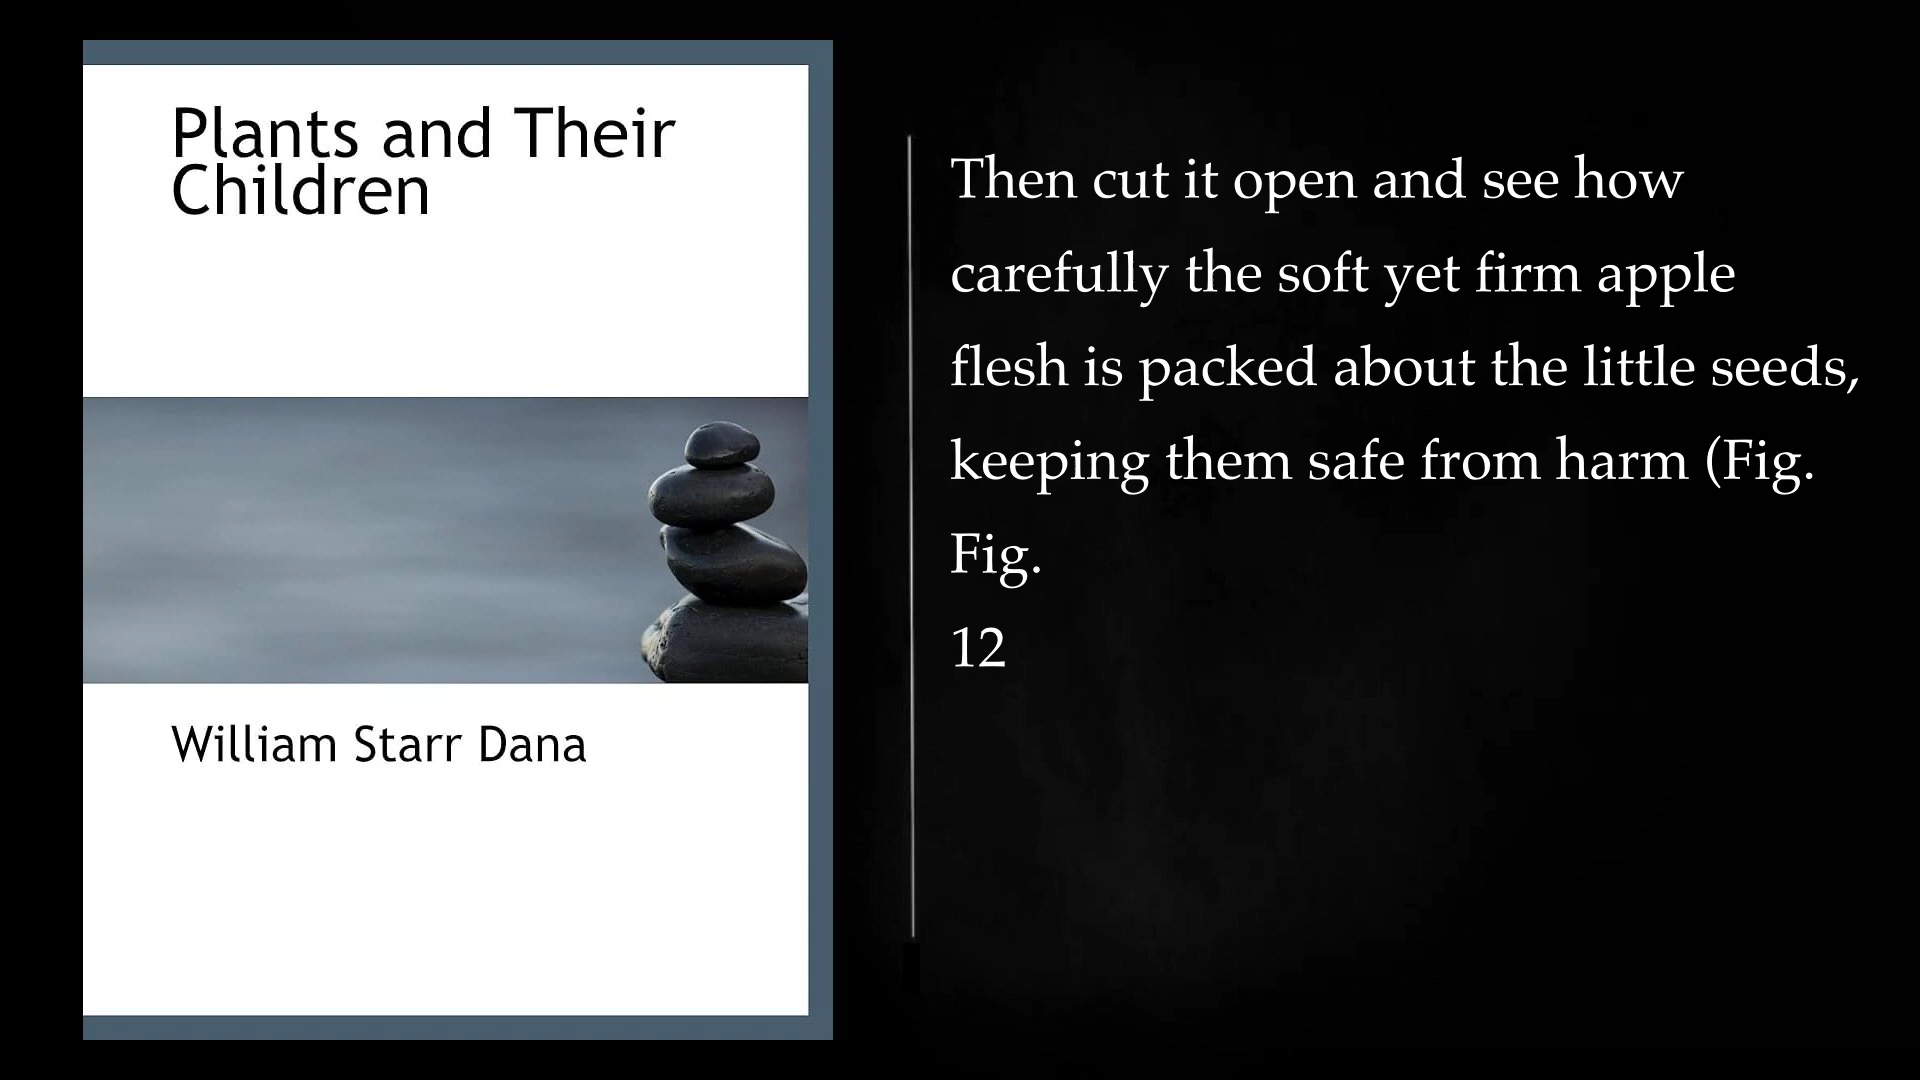 Plants and Their
Children
William Starr Dana
Then cut it open and see how
carefully the soft yet firm apple
flesh is packed about the little seeds,
keeping them safe from harm (Fig.
Fig.
12